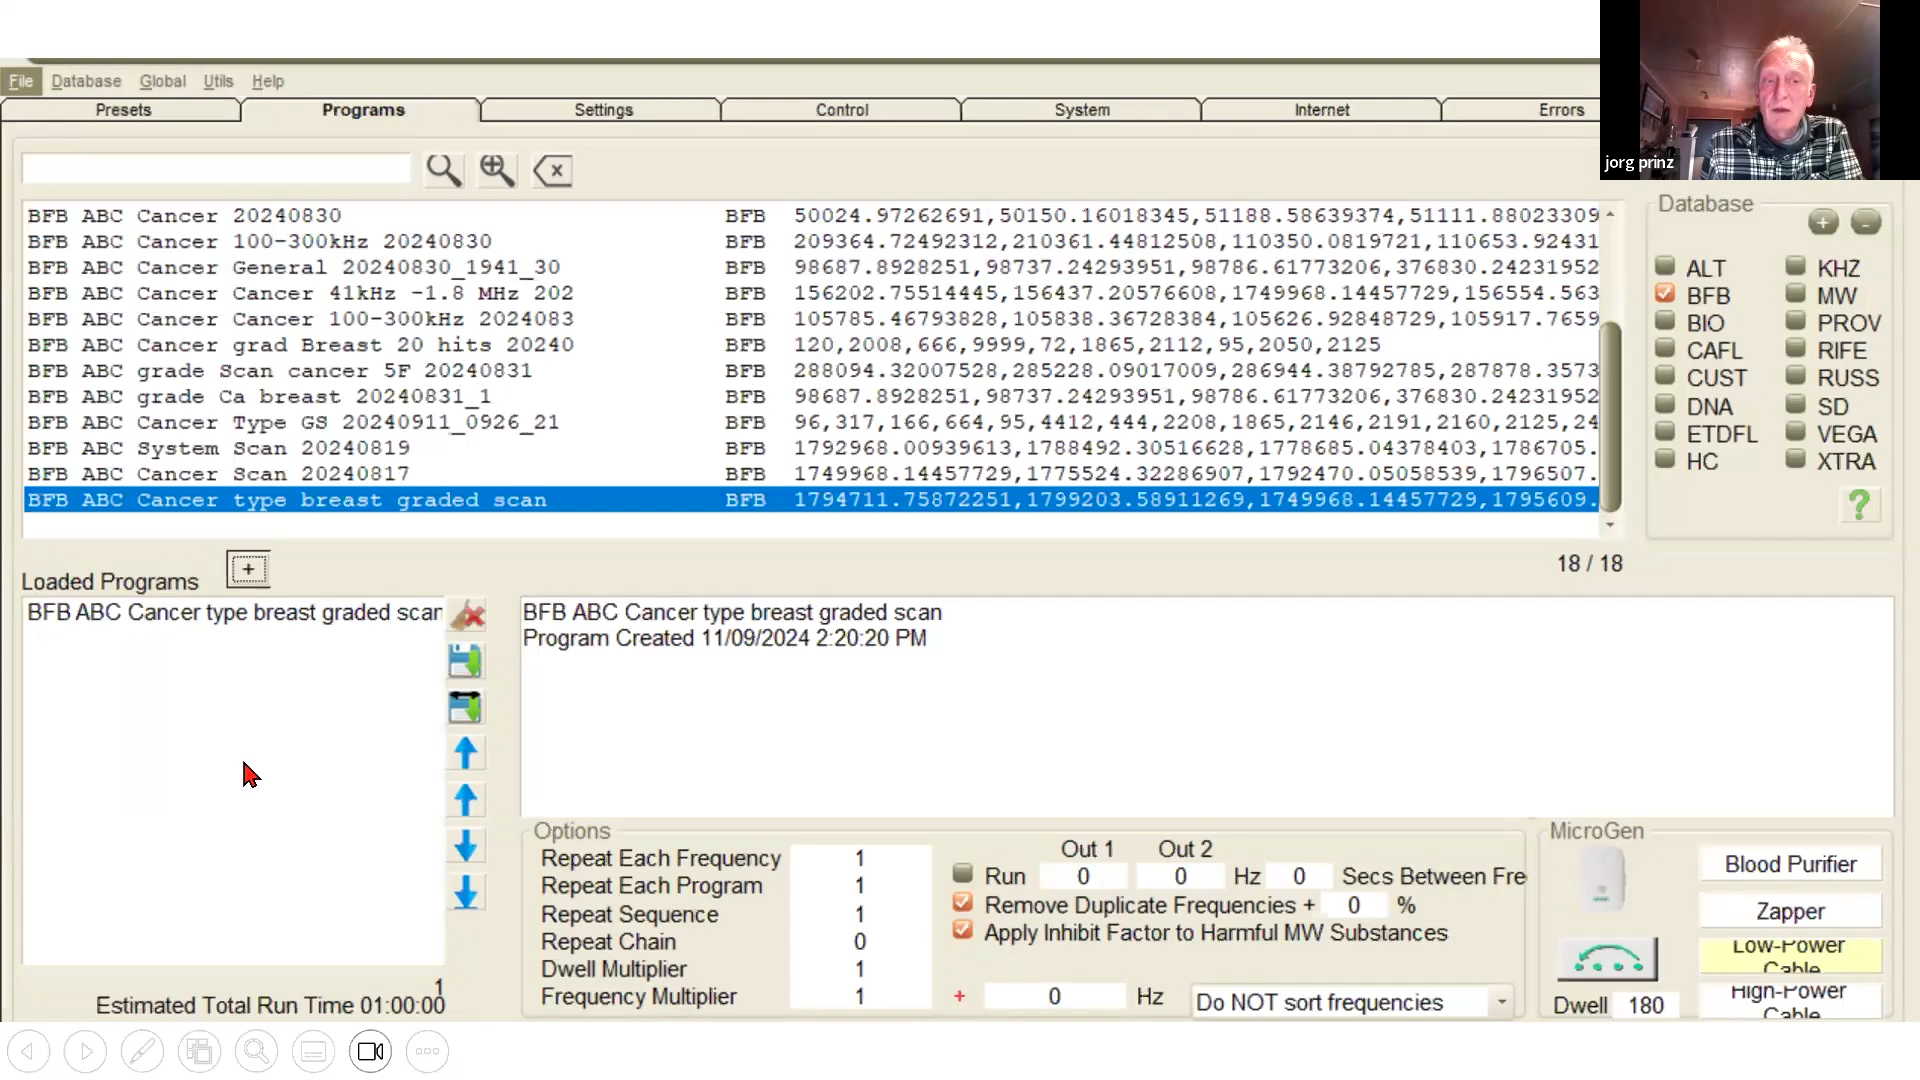 File Database Global Utils Help
Presets Programs Settings Control System Internet Errors
jorg prinz
BFB ABC Cancer 20240830 BFB 50024.97262691,50150.16018345,51188.58639374,51111.88023309
BFB ABC Cancer 100-300kHz 20240830 BFB 209364.72492312,210361.44812508,110350.0819721,110653.92431
BFB ABC Cancer General 20240830_1941_30 BFB 98687.8928251,98737.24293951,98786.61773206,376830.24231952
BFB ABC Cancer Cancer 41kHz -1.8 MHz 202 BFB 156202.75514445,156437.20576608,1749968.14457729,156554.563
BFB ABC Cancer Cancer 100-300kHz 2024083 BFB 105785.46793828,105838.36728384,105626.92848729,105917.7659
BFB ABC Cancer grad Breast 20 hits 20240 BFB 120,2008,666,9999,72,1865,2112,95,2050,2125
BFB ABC grade Scan cancer 5F 20240831 BFB 288094.32007528,285228.09017009,286944.38792785,287878.3573
BFB ABC grade Ca breast 20240831_1 BFB 98687.8928251,98737.24293951,98786.61773206,376830.24231952
BFB ABC Cancer Type GS 20240911_0926_21 BFB 96,317,166,664,95,4412,444,2208,1865,2146,2191,2160,2125,24
BFB ABC System Scan 20240819 BFB 1792968.00939613,1788492.30516628,1778685.04378403,1786705.
BFB ABC Cancer Scan 20240817 BFB 1749968.14457729,1775524.32286907,1792470.05058539,1796507.
BFB ABC Cancer type breast graded scan BFB 1794711.75872251,1799203.58911269,1749968.14457729,1795609.
Database
+ -
ALT KHZ
BFB MW
BIO PROV
CAFL RIFE
CUST RUSS
DNA SD
ETDFL VEGA
HC XTRA
?
18 / 18
Loaded Programs +
BFB ABC Cancer type breast graded scan
1
Estimated Total Run Time 01:00:00
BFB ABC Cancer type breast graded scan
Program Created 11/09/2024 2:20:20 PM
Options
Repeat Each Frequency 1
Repeat Each Program 1
Repeat Sequence 1
Repeat Chain 0
Dwell Multiplier 1
Frequency Multiplier 1
Out 1 Out 2
Run 0 0 Hz 0 Secs Between Fre
Remove Duplicate Frequencies + 0 %
Apply Inhibit Factor to Harmful MW Substances
+ 0 Hz Do NOT sort frequencies
MicroGen
Blood Purifier
Zapper
Low-Power
Cable
High-Power
Cable
Dwell 180